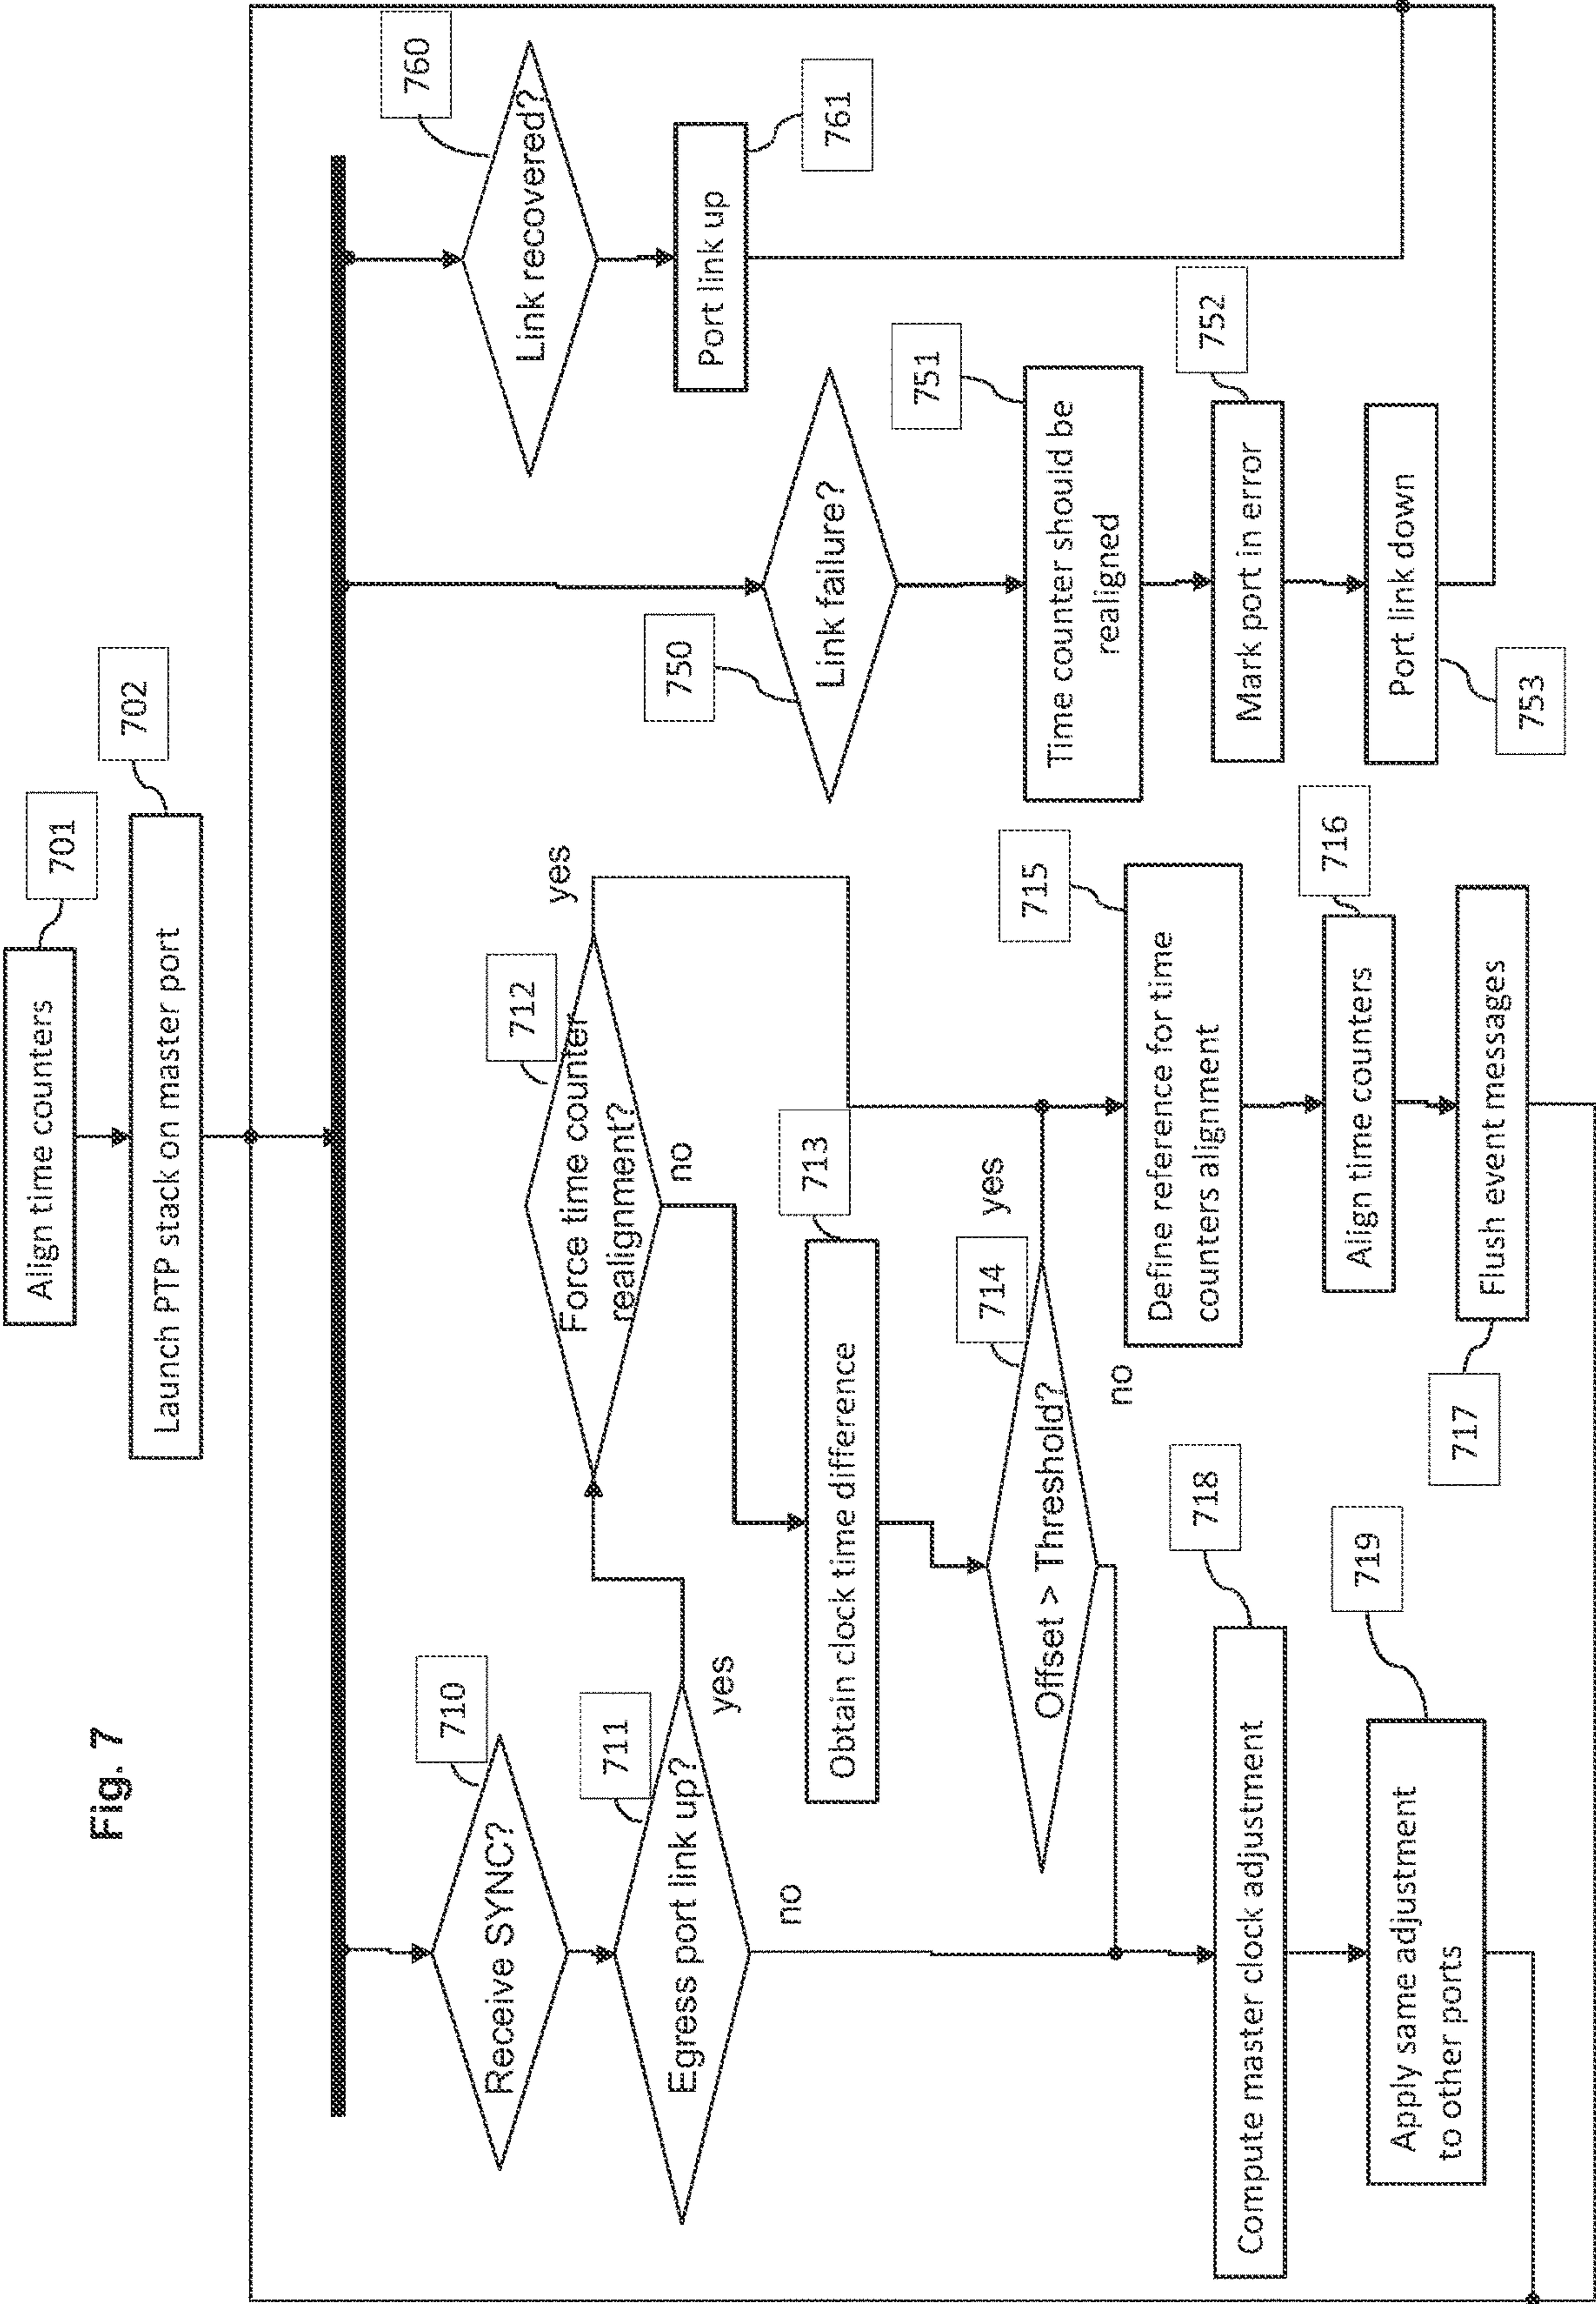 Fig. 7
Align time counters
701
Launch PTP stack on master port
702
Receive SYNC?
710
Egress port link up?
711
yes
no
Force time counter
realignment?
712
yes
no
Obtain clock time difference
713
Offset > Threshold?
714
yes
no
Define reference for time
counters alignment
715
Align time counters
716
Flush event messages
717
Compute master clock adjustment
718
Apply same adjustment
to other ports
719
Link failure?
750
Time counter should be
realigned
751
Mark port in error
752
Port link down
753
Link recovered?
760
Port link up
761